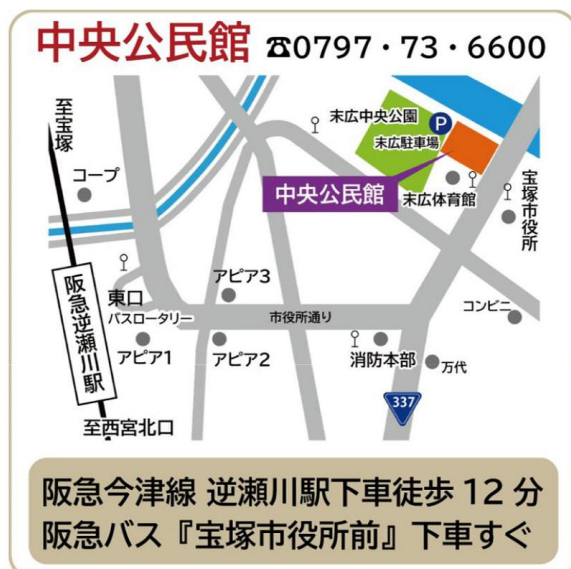 中央公民館 ☎0797・73・6600
至宝塚
コープ
末広中央公園
P
末広駐車場
中央公民館
末広体育館
宝塚市役所
阪急逆瀬川駅
東口
バスロータリー
アピア3
市役所通り
コンビニ
アピア1
アピア2
消防本部
万代
337
至西宮北口
阪急今津線 逆瀬川駅下車徒歩 12 分
阪急バス『宝塚市役所前』下車すぐ